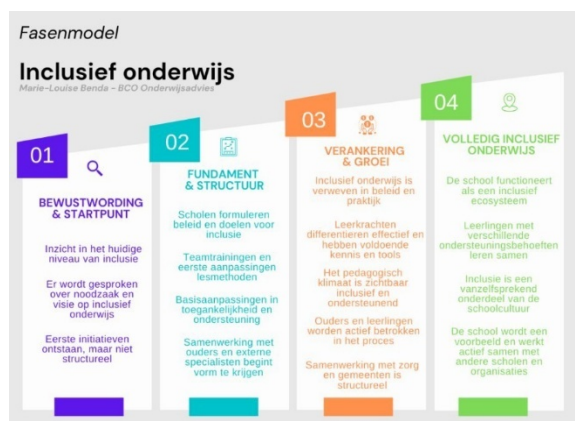 Fasenmodel
Inclusief onderwijs
Marie-Louise Benda - BCO Onderwijsadvies
01
BEWUSTWORDING
& STARTPUNT
Inzicht in het huidige
niveau van inclusie
Er wordt gesproken
over noodzaak en
visie op inclusief
onderwijs
Eerste initiatieven
ontstaan, maar niet
structureel
02
FUNDAMENT
& STRUCTUUR
Scholen formuleren
beleid en doelen voor
inclusie
Teamtrainingen en
eerste aanpassingen
lesmethoden
Basisaanpassingen in
toegankelijkheid en
ondersteuning
Samenwerking met
ouders en externe
specialisten begint
vorm te krijgen
03
VERANKERING
& GROEI
Inclusief onderwijs is
verweven in beleid en
praktijk
Leerkrachten
differentiëren effectief en
hebben voldoende
kennis en tools
Het pedagogisch
klimaat is zichtbaar
inclusief en
ondersteunend
Ouders en leerlingen
worden actief betrokken
in het proces
Samenwerking met zorg
en gemeenten is
structureel
04
VOLLEDIG INCLUSIEF
ONDERWIJS
De school functioneert
als een inclusief
ecosysteem
Leerlingen met
verschillende
ondersteuningsbehoeften
leren samen
Inclusie is een
vanzelfsprekend
onderdeel van de
schoolcultuur
De school wordt een
voorbeeld en werkt
actief samen met
andere scholen en
organisaties